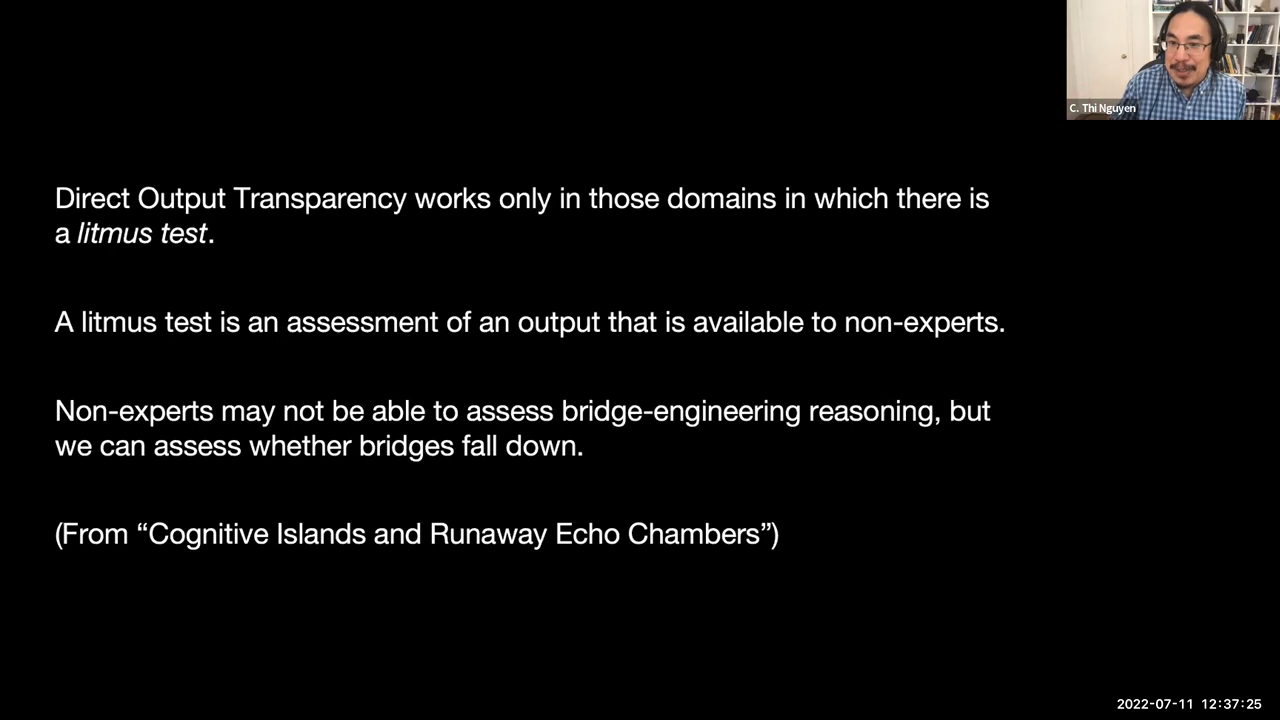 C. Thi Nguyen
Direct Output Transparency works only in those domains in which there is
a litmus test.
A litmus test is an assessment of an output that is available to non-experts.
Non-experts may not be able to assess bridge-engineering reasoning, but
we can assess whether bridges fall down.
(From “Cognitive Islands and Runaway Echo Chambers”)
2022-07-11 12:37:25